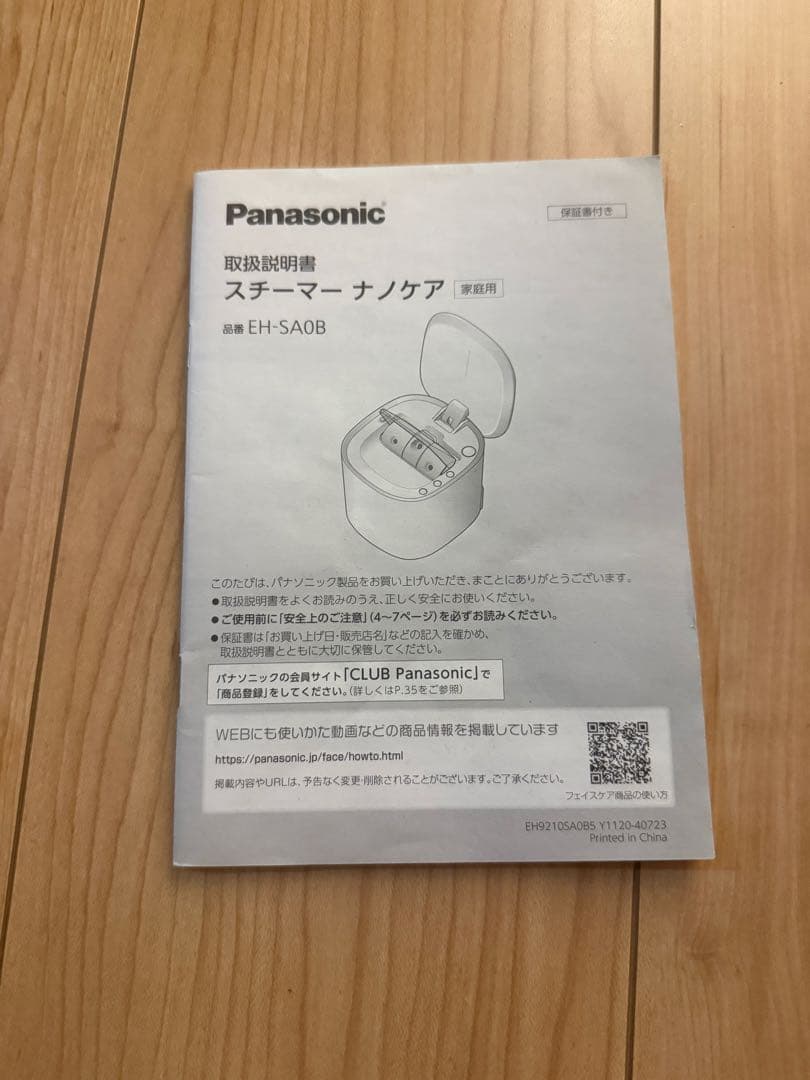 Panasonic
保証書付き
取扱説明書
スチーマー ナノケア 家庭用
品番 EH-SA0B
このたびは、パナソニック製品をお買い上げいただき、まことにありがとうございます。
●取扱説明書をよくお読みのうえ、正しく安全にお使いください。
●ご使用前に「安全上のご注意」(4〜7ページ)を必ずお読みください。
●保証書は「お買い上げ日・販売店名」などの記入を確かめ、
取扱説明書とともに大切に保管してください。
パナソニックの会員サイト「CLUB Panasonic」で
「商品登録」をしてください。(詳しくはP.35をご参照)
WEBにも使いかた動画などの商品情報を掲載しています
https://panasonic.jp/face/howto.html
掲載内容やURLは、予告なく変更・削除されることがございます。ご了承ください。
フェイスケア商品の使い方
EH9210SA0B5 Y1120-40723
Printed in China